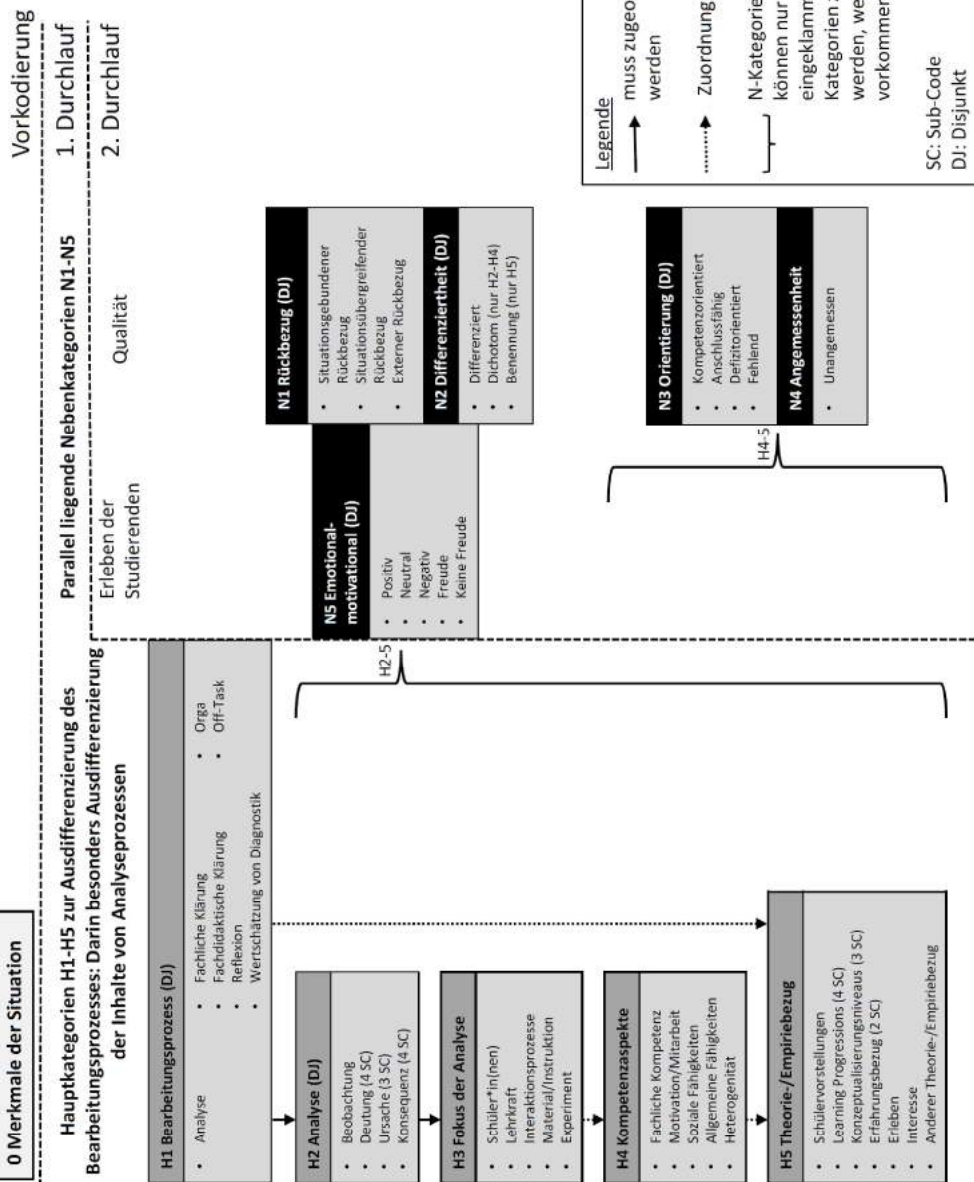 0 Merkmale der Situation
Vorkodierung
Hauptkategorien H1-H5 zur Ausdifferenzierung des
Bearbeitungsprozesses: Darin besonders Ausdifferenzierung
der Inhalte von Analyseprozessen
Parallel liegende Nebenkategorien N1-N5
1. Durchlauf
Erleben der
Studierenden
Qualität
2. Durchlauf
H1 Bearbeitungsprozess (DJ)
• Analyse
• Fachliche Klärung
• Fachdidaktische Klärung
• Reflexion
• Wertschätzung von Diagnostik
• Orga
• Off-Task
H2 Analyse (DJ)
• Beobachtung
• Deutung (4 SC)
• Ursache (3 SC)
• Konsequenz (4 SC)
H3 Fokus der Analyse
• Schüler*in(nen)
• Lehrkraft
• Interaktionsprozesse
• Material/Instruktion
• Experiment
H4 Kompetenzaspekte
• Fachliche Kompetenz
• Motivation/Mitarbeit
• Soziale Fähigkeiten
• Allgemeine Fähigkeiten
• Heterogenität
H5 Theorie-/Empiriebezug
• Schülervorstellungen
• Learning Progressions (4 SC)
• Konzeptualisierungsniveaus (3 SC)
• Erfahrungsbezug (2 SC)
• Erleben
• Interesse
• Anderer Theorie-/Empiriebezug
H2-5
N5 Emotional-
motivational (DJ)
• Positiv
• Neutral
• Negativ
• Freude
• Keine Freude
N1 Rückbezug (DJ)
• Situationsgebundener
Rückbezug
• Situationsübergreifender
Rückbezug
• Externer Rückbezug
N2 Differenziertheit (DJ)
• Differenziert
• Dichotom (nur H2-H4)
• Benennung (nur H5)
H4-5
N3 Orientierung (DJ)
• Kompetenzorientiert
• Anschlussfähig
• Defizitorientiert
• Fehlend
N4 Angemessenheit
• Unangemessen
Legende
muss zugeo
werden
Zuordnung
N-Kategorie
können nur
eingeklamm
Kategorien
werden, we
vorkommer
SC: Sub-Code
DJ: Disjunkt